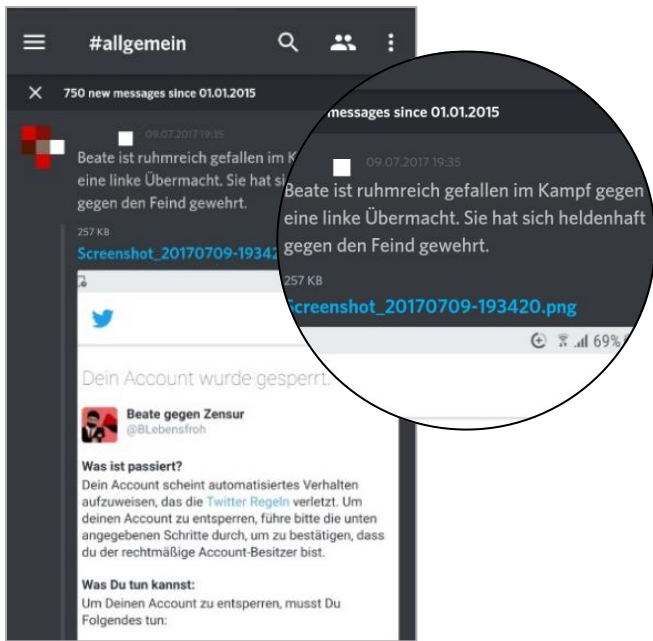 #allgemein
750 new messages since 01.01.2015
09.07.2017 19:35
Beate ist ruhmreich gefallen im K
eine linke Übermacht. Sie hat si
gegen den Feind gewehrt.
257 KB
Screenshot_20170709-19342
Dein Account wurde gesperrt.
Beate gegen Zensur
@BLebensfroh
Was ist passiert?
Dein Account scheint automatisiertes Verhalten
aufzuweisen, das die Twitter Regeln verletzt. Um
deinen Account zu entsperren, führe bitte die unten
angegebenen Schritte durch, um zu bestätigen, dass
du der rechtmäßige Account-Besitzer bist.
Was Du tun kannst:
Um Deinen Account zu entsperren, musst Du
Folgendes tun:
messages since 01.01.2015
09.07.2017 19:35
Beate ist ruhmreich gefallen im Kampf gegen
eine linke Übermacht. Sie hat sich heldenhaft
gegen den Feind gewehrt.
257 KB
Screenshot_20170709-193420.png
69%